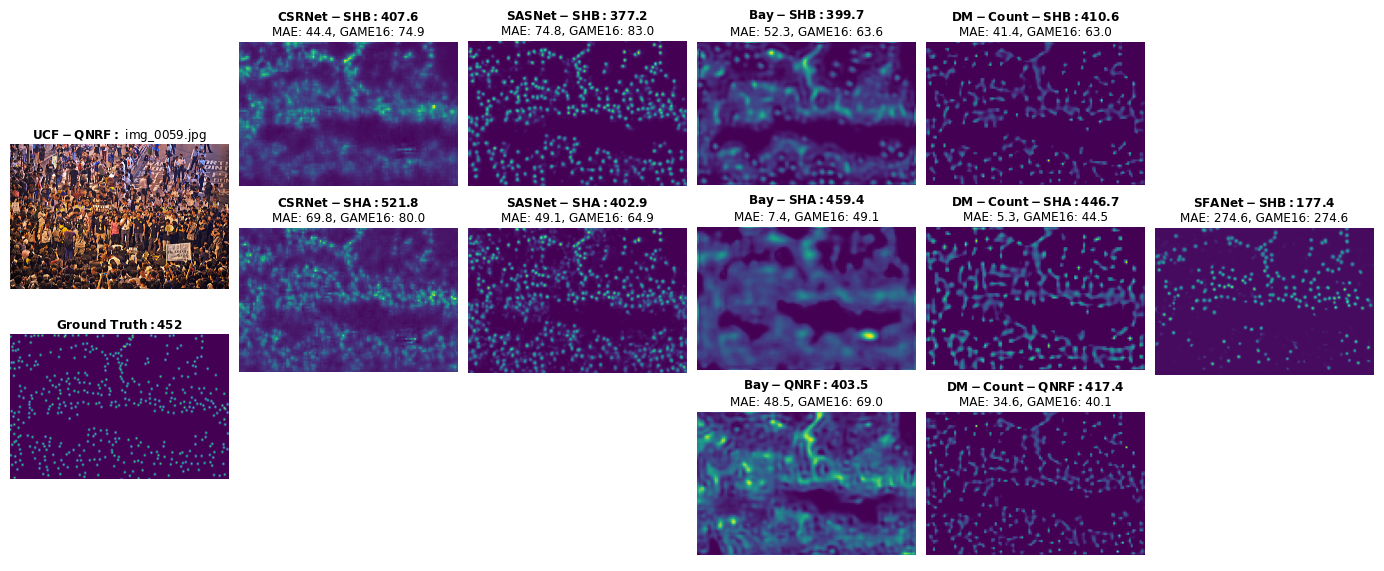 CSRNet − SHB : 407.6
MAE: 44.4, GAME16: 74.9
SASNet − SHB : 377.2
MAE: 74.8, GAME16: 83.0
Bay − SHB : 399.7
MAE: 52.3, GAME16: 63.6
DM − Count − SHB : 410.6
MAE: 41.4, GAME16: 63.0
UCF − QNRF : img_0059.jpg
CSRNet − SHA : 521.8
MAE: 69.8, GAME16: 80.0
SASNet − SHA : 402.9
MAE: 49.1, GAME16: 64.9
Bay − SHA : 459.4
MAE: 7.4, GAME16: 49.1
DM − Count − SHA : 446.7
MAE: 5.3, GAME16: 44.5
SFANet − SHB : 177.4
MAE: 274.6, GAME16: 274.6
Ground Truth : 452
Bay − QNRF : 403.5
MAE: 48.5, GAME16: 69.0
DM − Count − QNRF : 417.4
MAE: 34.6, GAME16: 40.1